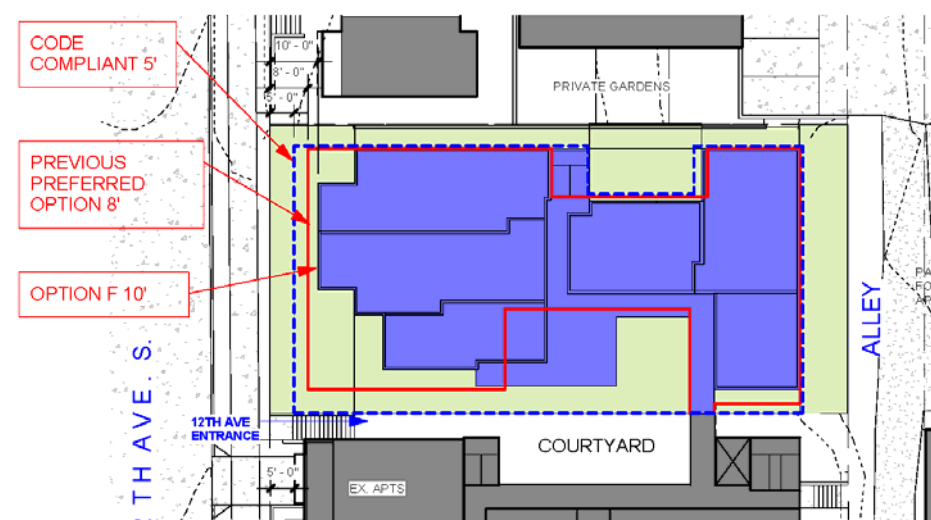 CODE
COMPLIANT 5'
10' - 0"
8' - 0"
5' - 0"
PRIVATE GARDENS
PREVIOUS
PREFERRED
OPTION 8'
OPTION F 10'
TH AVE. S.
ALLEY
12TH AVE
ENTRANCE
COURTYARD
5' - 0"
EX. APTS